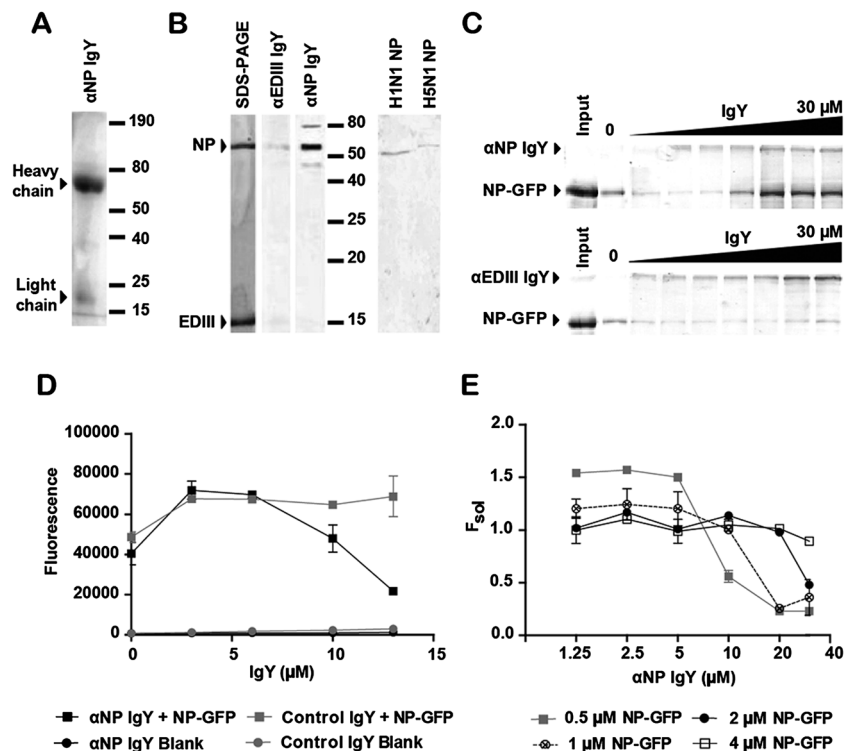 A
αNP IgY
190
80
50
40
25
15
Heavy
chain
Light
chain
B
SDS-PAGE
αEDIII IgY
αNP IgY
H1N1 NP
H5N1 NP
NP
EDIII
80
50
40
25
20
15
C
Input
0
IgY
30 µM
αNP IgY
NP-GFP
Input
0
IgY
30 µM
αEDIII IgY
NP-GFP
D
Fluorescence
100000
80000
60000
40000
20000
0
0 5 10 15
IgY (µM)
αNP IgY + NP-GFP
Control IgY + NP-GFP
αNP IgY Blank
Control IgY Blank
E
Fsol
2.0
1.5
1.0
0.5
0.0
1.25 2.5 5 10 20 40
αNP IgY (µM)
0.5 µM NP-GFP
2 µM NP-GFP
1 µM NP-GFP
4 µM NP-GFP